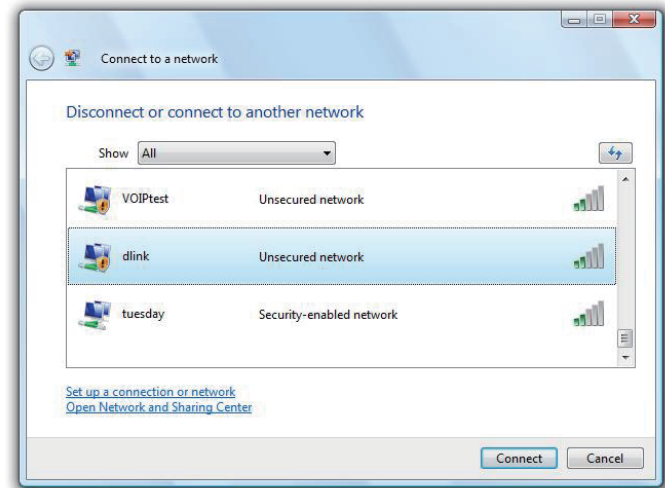 Connect to a network
Disconnect or connect to another network
Show All
VOIPtest Unsecured network
dlink Unsecured network
tuesday Security-enabled network
Set up a connection or network
Open Network and Sharing Center
Connect Cancel